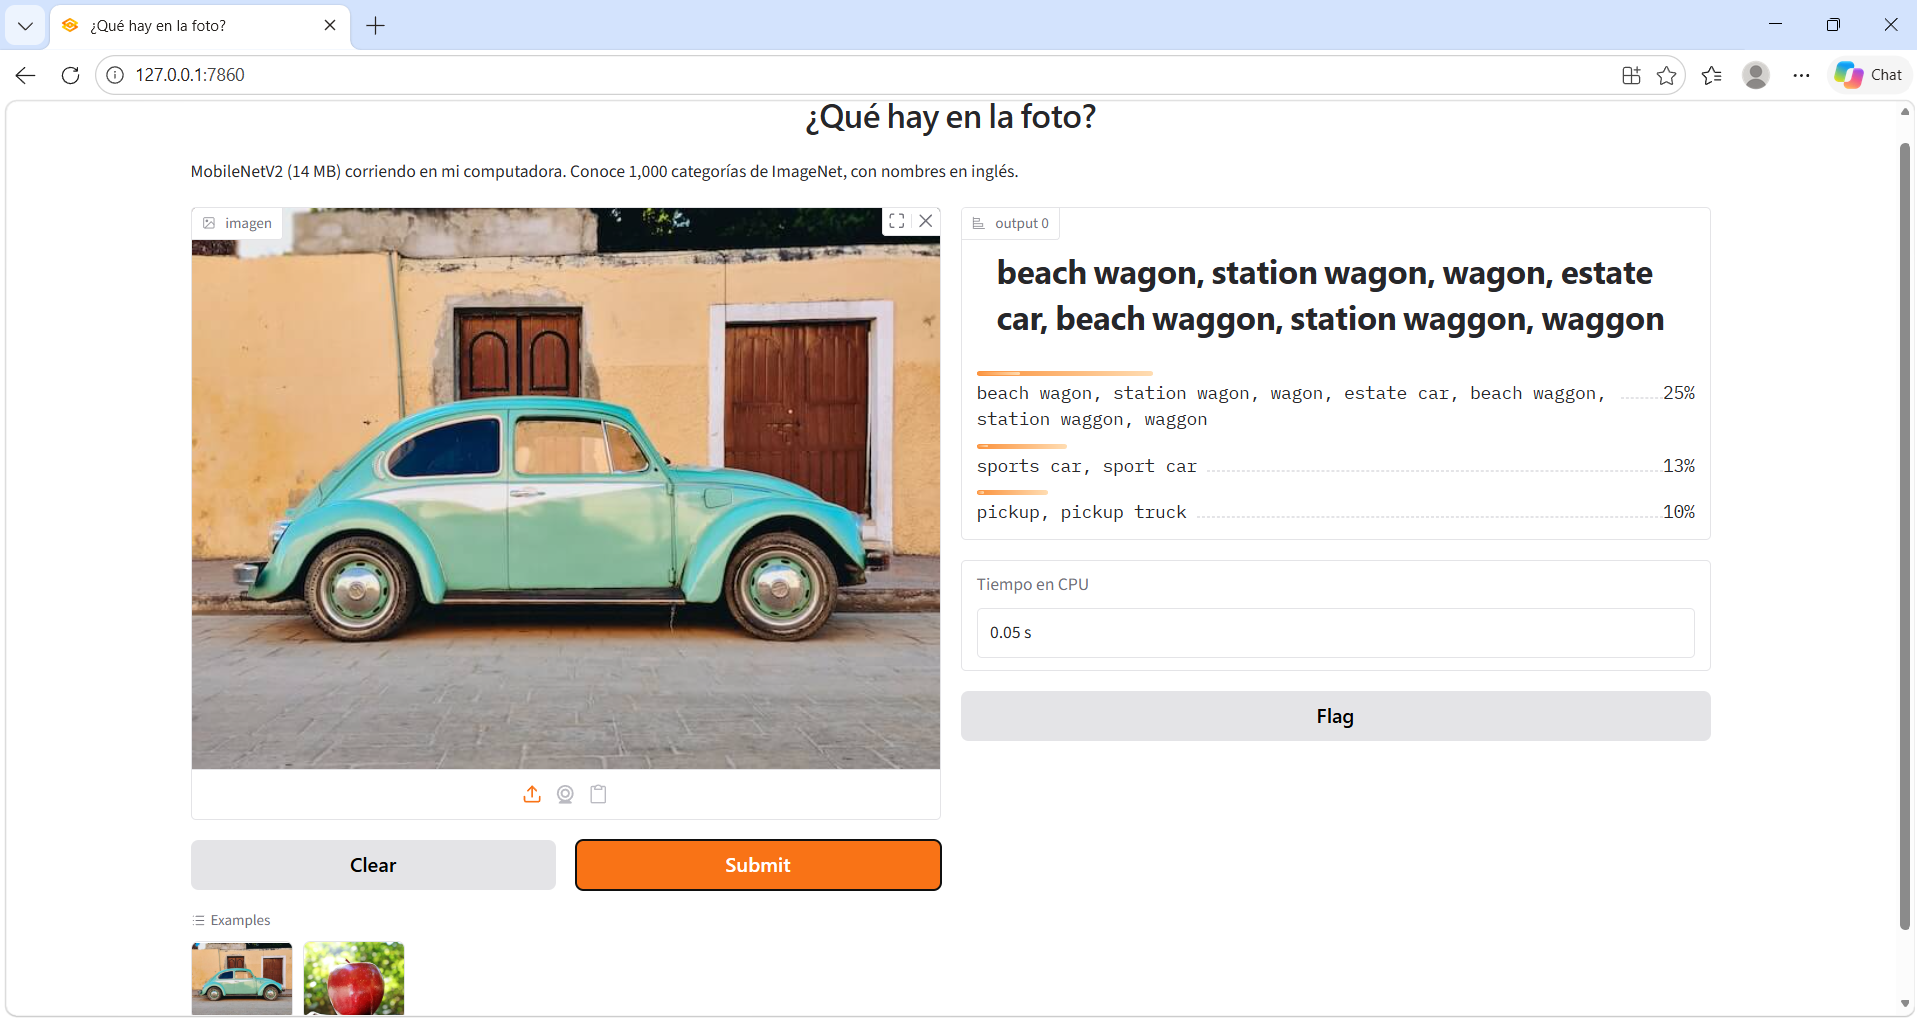 ¿Qué hay en la foto?
127.0.0.1:7860
Chat
¿Qué hay en la foto?
MobileNetV2 (14 MB) corriendo en mi computadora. Conoce 1,000 categorías de ImageNet, con nombres en inglés.
imagen
output 0
beach wagon, station wagon, wagon, estate
car, beach waggon, station waggon, waggon
beach wagon, station wagon, wagon, estate car, beach waggon, 25%
station waggon, waggon
sports car, sport car 13%
pickup, pickup truck 10%
Tiempo en CPU
0.05 s
Flag
Clear
Submit
Examples